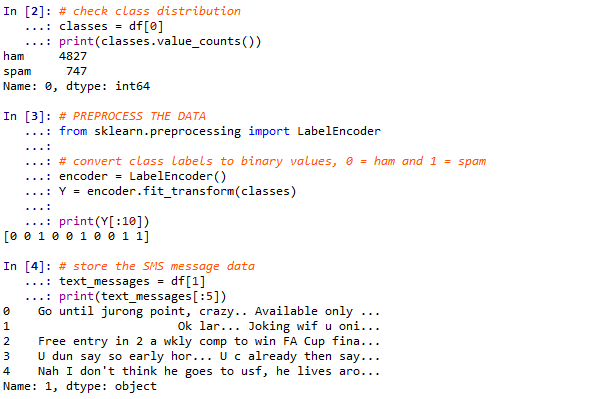 In [2]: # check class distribution
   ...: classes = df[0]
   ...: print(classes.value_counts())
ham     4827
spam     747
Name: 0, dtype: int64

In [3]: # PREPROCESS THE DATA
   ...: from sklearn.preprocessing import LabelEncoder
   ...:
   ...: # convert class labels to binary values, 0 = ham and 1 = spam
   ...: encoder = LabelEncoder()
   ...: Y = encoder.fit_transform(classes)
   ...:
   ...: print(Y[:10])
[0 0 1 0 0 1 0 0 1 1]

In [4]: # store the SMS message data
   ...: text_messages = df[1]
   ...: print(text_messages[:5])
0    Go until jurong point, crazy.. Available only ...
1                        Ok lar... Joking wif u oni...
2    Free entry in 2 a wkly comp to win FA Cup fina...
3    U dun say so early hor... U c already then say...
4    Nah I don't think he goes to usf, he lives aro...
Name: 1, dtype: object